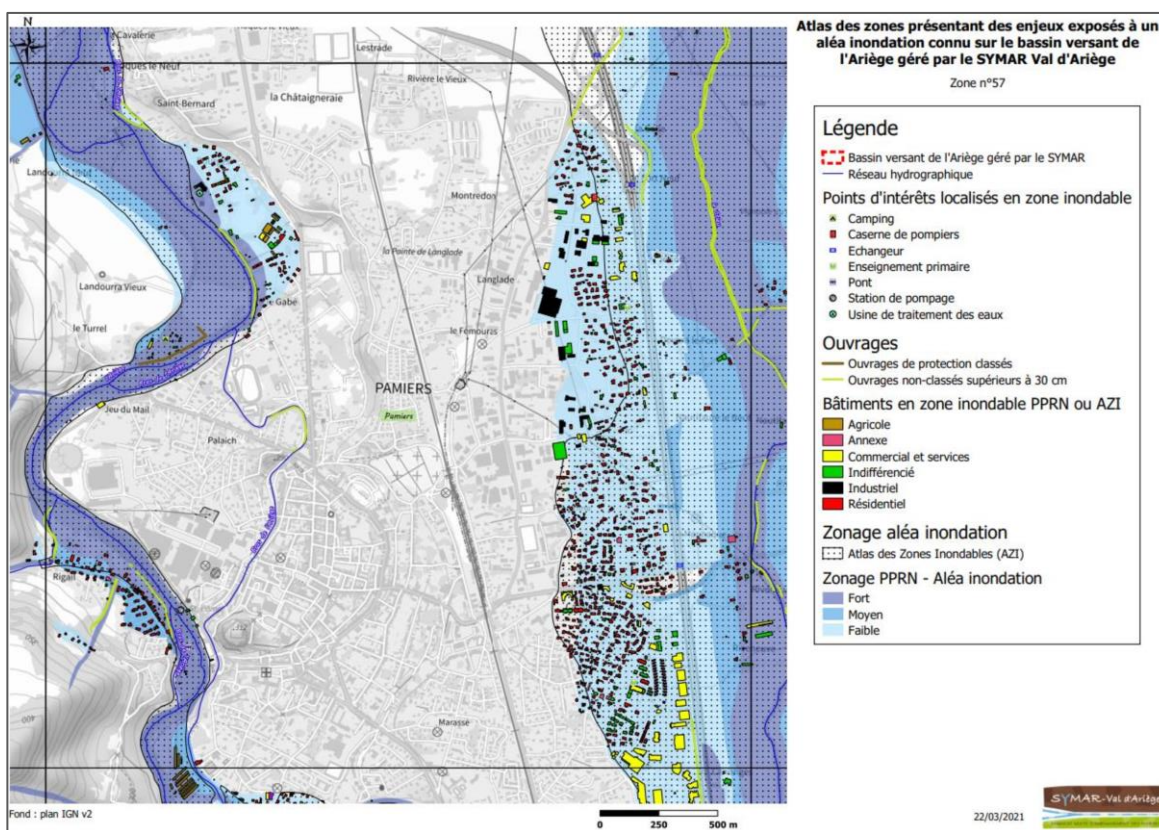 N
la Cavalerie
Lestrade
Rivière le Vieux
Saint-Bernard
la Châtaigneraie
Montredon
la Pointe de Langlade
Langlade
Landourra Vieux
le Turrel
le Fomouris
PAMIERS
Pamiers
Jeu du Mail
Palaich
Rigail
Marassé
Fond : plan IGN v2
0 250 500 m
Atlas des zones présentant des enjeux exposés à un
aléa inondation connu sur le bassin versant de
l'Ariège géré par le SYMAR Val d'Ariège
Zone n°57
Légende
Bassin versant de l'Ariège géré par le SYMAR
Réseau hydrographique
Points d'intérêts localisés en zone inondable
Camping
Caserne de pompiers
Echangeur
Enseignement primaire
Pont
Station de pompage
Usine de traitement des eaux
Ouvrages
Ouvrages de protection classés
Ouvrages non-classés supérieurs à 30 cm
Bâtiments en zone inondable PPRN ou AZI
Agricole
Annexe
Commercial et services
Indifférencié
Industriel
Résidentiel
Zonage aléa inondation
Atlas des Zones Inondables (AZI)
Zonage PPRN - Aléa inondation
Fort
Moyen
Faible
22/03/2021
SYMAR-Val d'Ariège